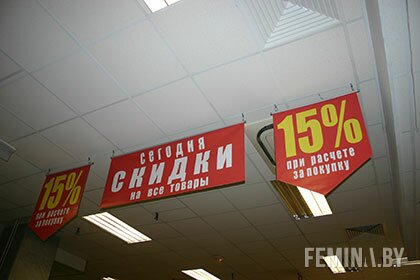 15%
при расчете
за покупку
сегодня
СКИДКИ
на все товары
15%
при расчете
за покупку
FEMINA.BY